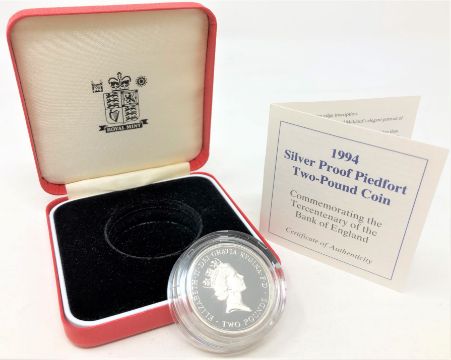 ROYAL MINT
1994
Silver Proof Piedfort
Two-Pound Coin
Commemorating the
Tercentenary of the
Bank of England
Certificate of Authenticity
ELIZABETH·II·DEI·GRATIA·REGINA·F·D·
TWO POUNDS